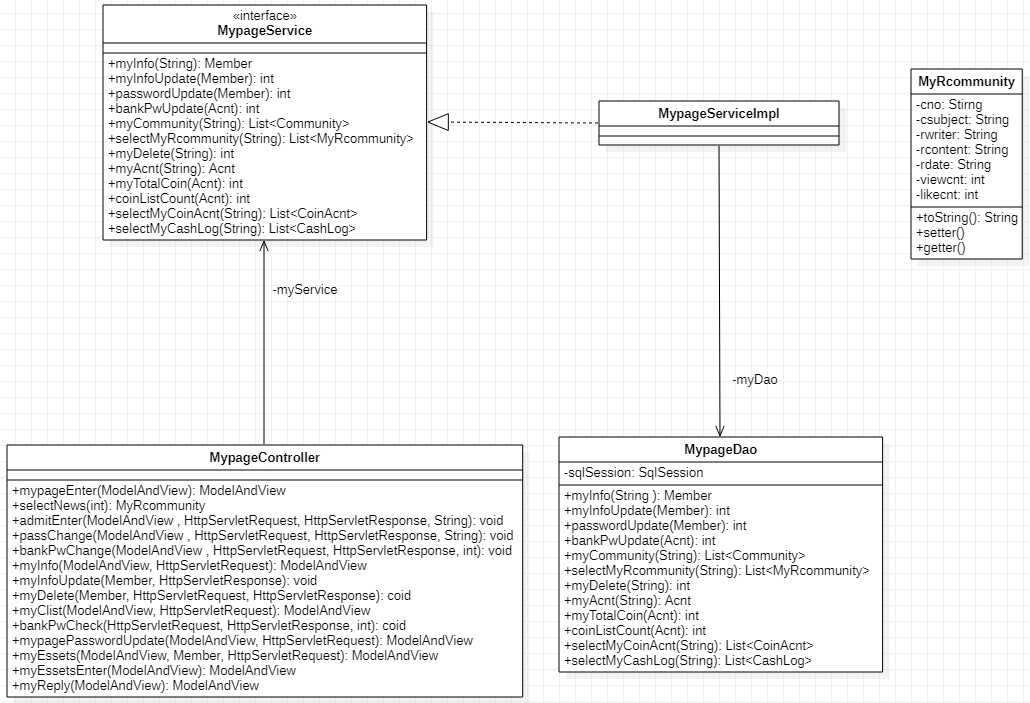 «interface»
MypageService
+myInfo(String): Member
+myInfoUpdate(Member): int
+passwordUpdate(Member): int
+bankPwUpdate(Acnt): int
+myCommunity(String): List<Community>
+selectMyRcommunity(String): List<MyRcommunity>
+myDelete(String): int
+myAcnt(String): Acnt
+myTotalCoin(Acnt): int
+coinListCount(Acnt): int
+selectMyCoinAcnt(String): List<CoinAcnt>
+selectMyCashLog(String): List<CashLog>
MypageServiceImpl
MyRcommunity
-cno: Stirng
-csubject: String
-rwriter: String
-rcontent: String
-rdate: String
-viewcnt: int
-likecnt: int
+toString(): String
+setter()
+getter()
-myService
-myDao
MypageController
+mypageEnter(ModelAndView): ModelAndView
+selectNews(int): MyRcommunity
+admitEnter(ModelAndView , HttpServletRequest, HttpServletResponse, String): void
+passChange(ModelAndView , HttpServletRequest, HttpServletResponse, String): void
+bankPwChange(ModelAndView , HttpServletRequest, HttpServletResponse, int): void
+myInfo(ModelAndView, HttpServletRequest): ModelAndView
+myInfoUpdate(Member, HttpServletResponse): void
+myDelete(Member, HttpServletRequest, HttpServletResponse): coid
+myClist(ModelAndView, HttpServletRequest): ModelAndView
+bankPwCheck(HttpServletRequest, HttpServletResponse, int): coid
+mypagePasswordUpdate(ModelAndView, HttpServletRequest): ModelAndView
+myEssets(ModelAndView, Member, HttpServletRequest): ModelAndView
+myEssetsEnter(ModelAndView): ModelAndView
+myReply(ModelAndView): ModelAndView
MypageDao
-sqlSession: SqlSession
+myInfo(String ): Member
+myInfoUpdate(Member): int
+passwordUpdate(Member): int
+bankPwUpdate(Acnt): int
+myCommunity(String): List<Community>
+selectMyRcommunity(String): List<MyRcommunity>
+myDelete(String): int
+myAcnt(String): Acnt
+myTotalCoin(Acnt): int
+coinListCount(Acnt): int
+selectMyCoinAcnt(String): List<CoinAcnt>
+selectMyCashLog(String): List<CashLog>